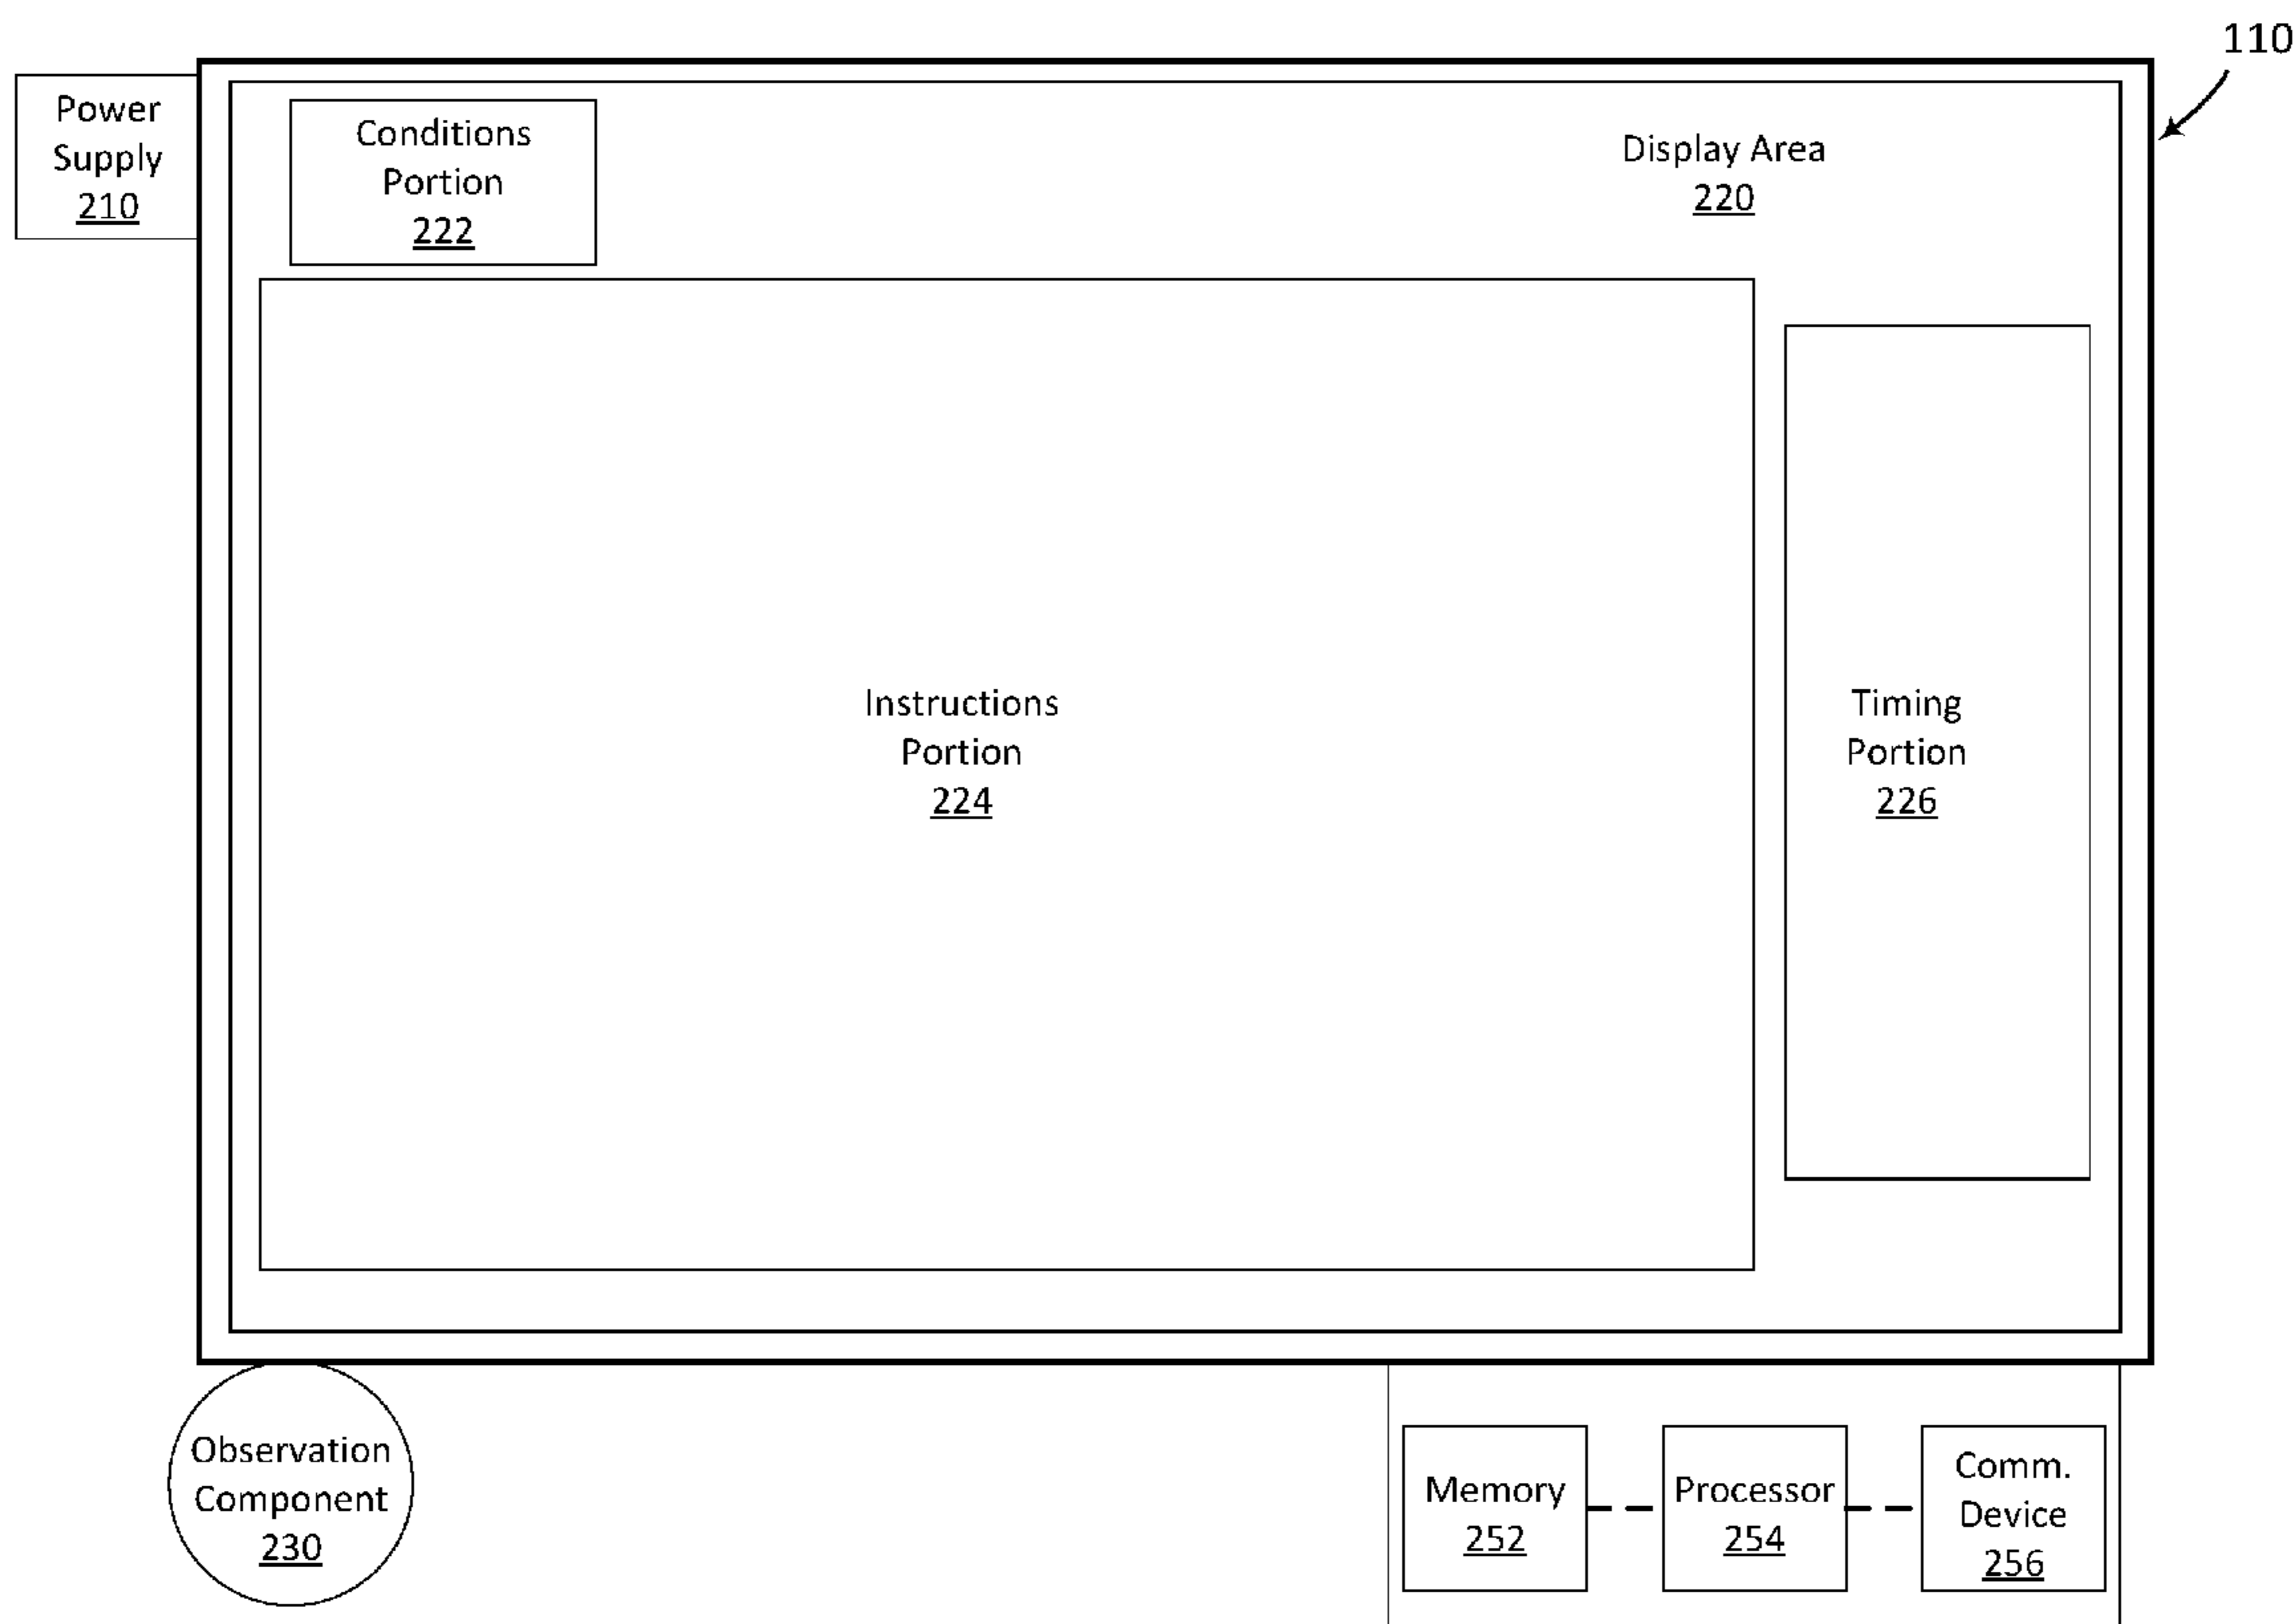 110
Power
Supply
210
Conditions
Portion
222
Display Area
220
Instructions
Portion
224
Timing
Portion
226
Observation
Component
230
Memory
252
Processor
254
Comm.
Device
256